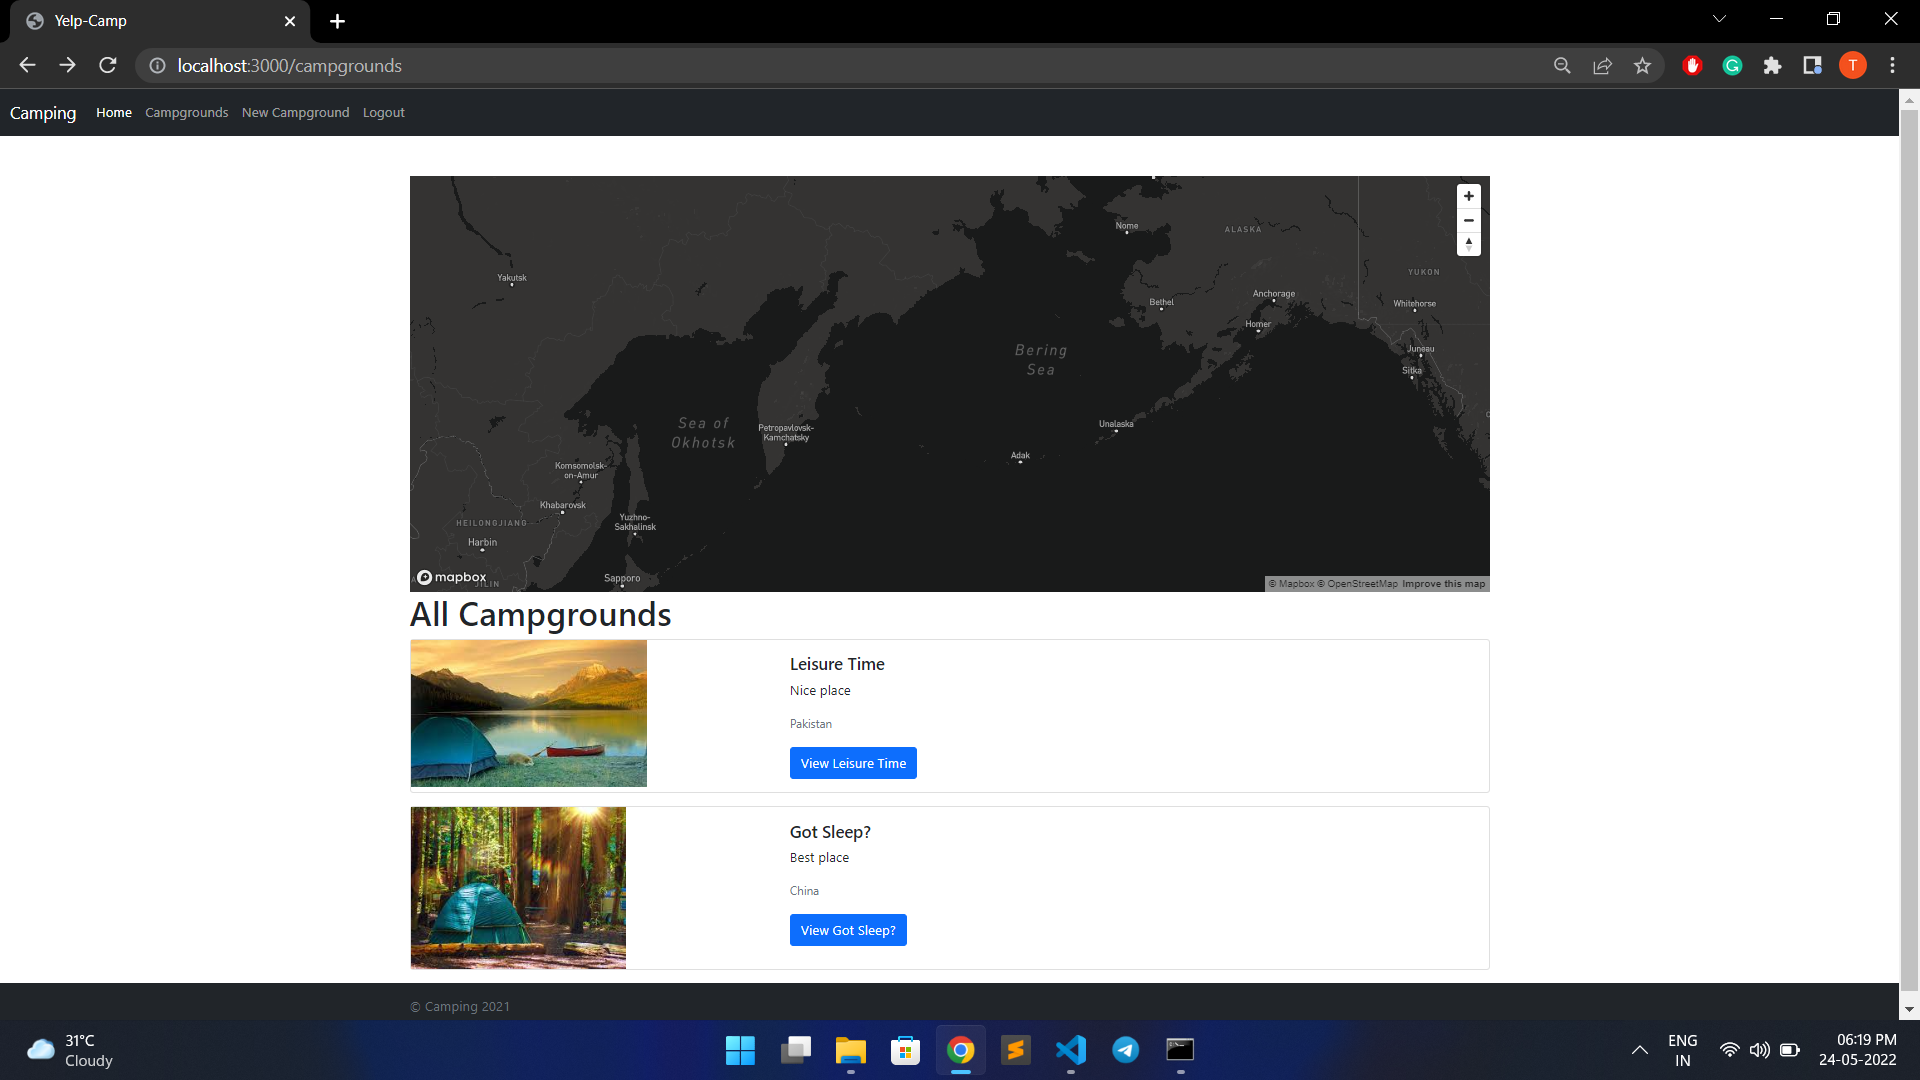 Yelp-Camp
localhost:3000/campgrounds
T
Camping Home Campgrounds New Campground Logout
Nome
ALASKA
Yakutsk
YUKON
Bethel
Anchorage
Whitehorse
Homer
Bering
Sea
Juneau
Sitka
Sea of
Okhotsk
Petropavlovsk-
Kamchatsky
Unalaska
Adak
Komsomolsk-
on-Amur
Khabarovsk
Yuzhno-
Sakhalinsk
HEILONGJIANG
Harbin
Sapporo
mapbox
JILIN
© Mapbox © OpenStreetMap Improve this map
All Campgrounds
Leisure Time
Nice place
Pakistan
View Leisure Time
Got Sleep?
Best place
China
View Got Sleep?
© Camping 2021
31°C
Cloudy
ENG
IN
06:19 PM
24-05-2022